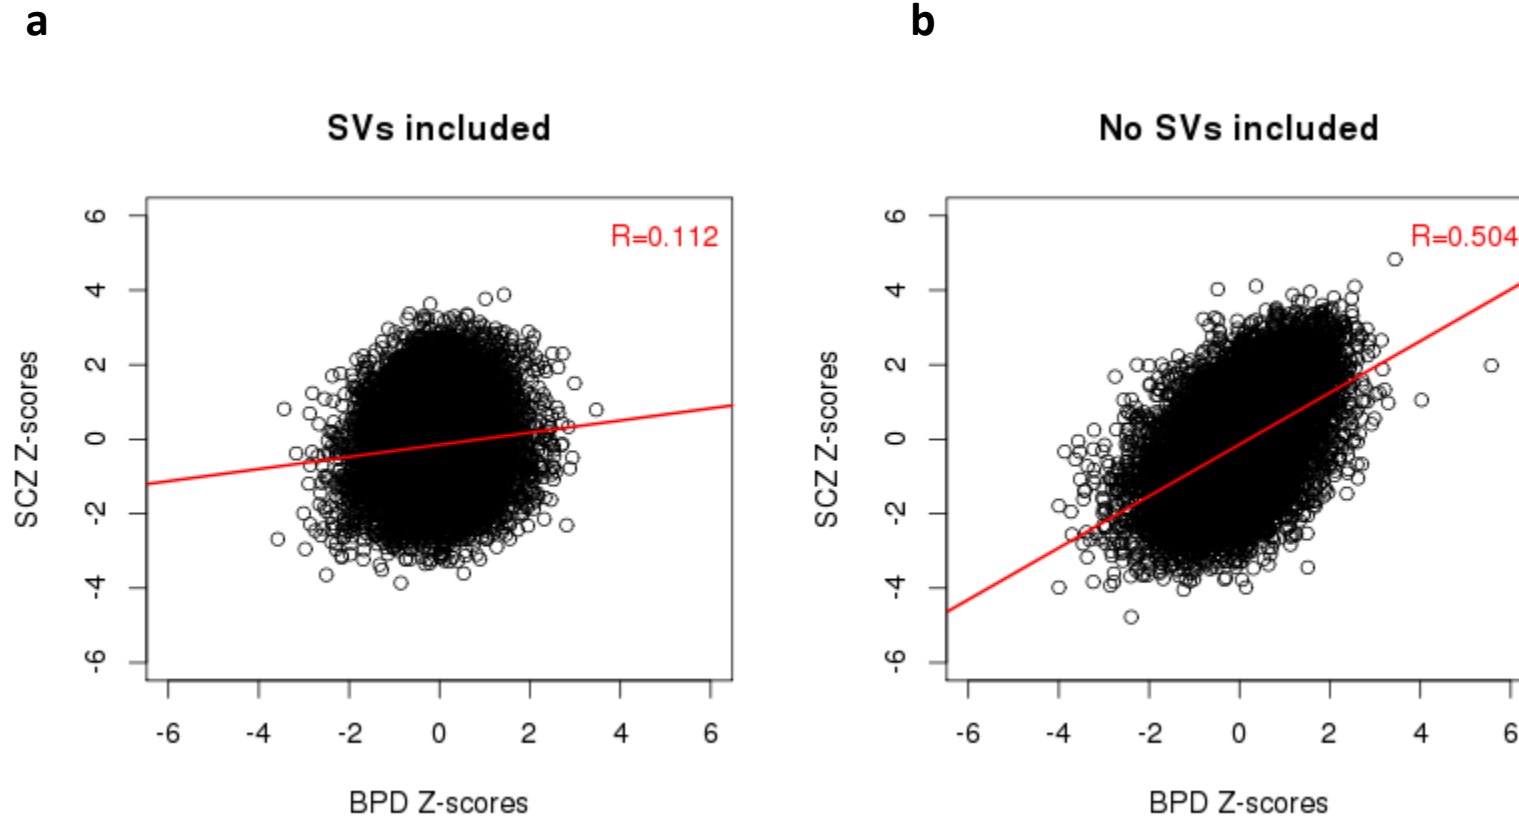 a
b
SVs included
No SVs included
R=0.112
R=0.504
6
4
2
0
-2
-4
-6
SCZ Z-scores
-6 -4 -2 0 2 4 6
BPD Z-scores
6
4
2
0
-2
-4
-6
SCZ Z-scores
-6 -4 -2 0 2 4 6
BPD Z-scores